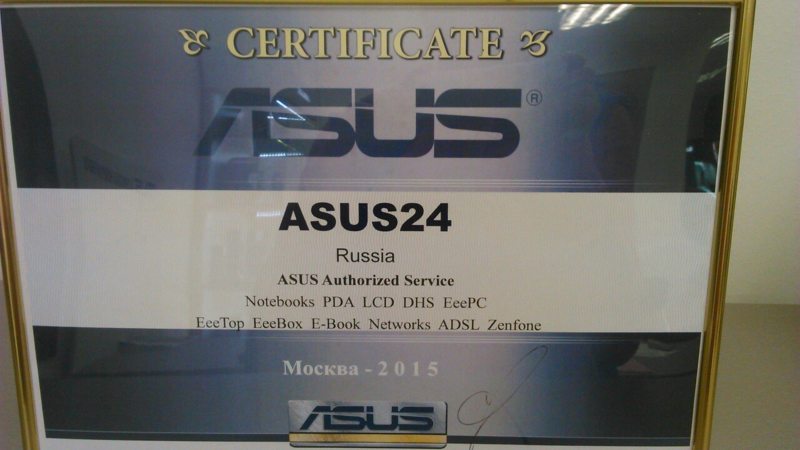 CERTIFICATE
ASUS®
ASUS24
Russia
ASUS Authorized Service
Notebooks PDA LCD DHS EeePC
EeeTop EeeBox E-Book Networks ADSL Zenfone
Москва - 2015
ASUS